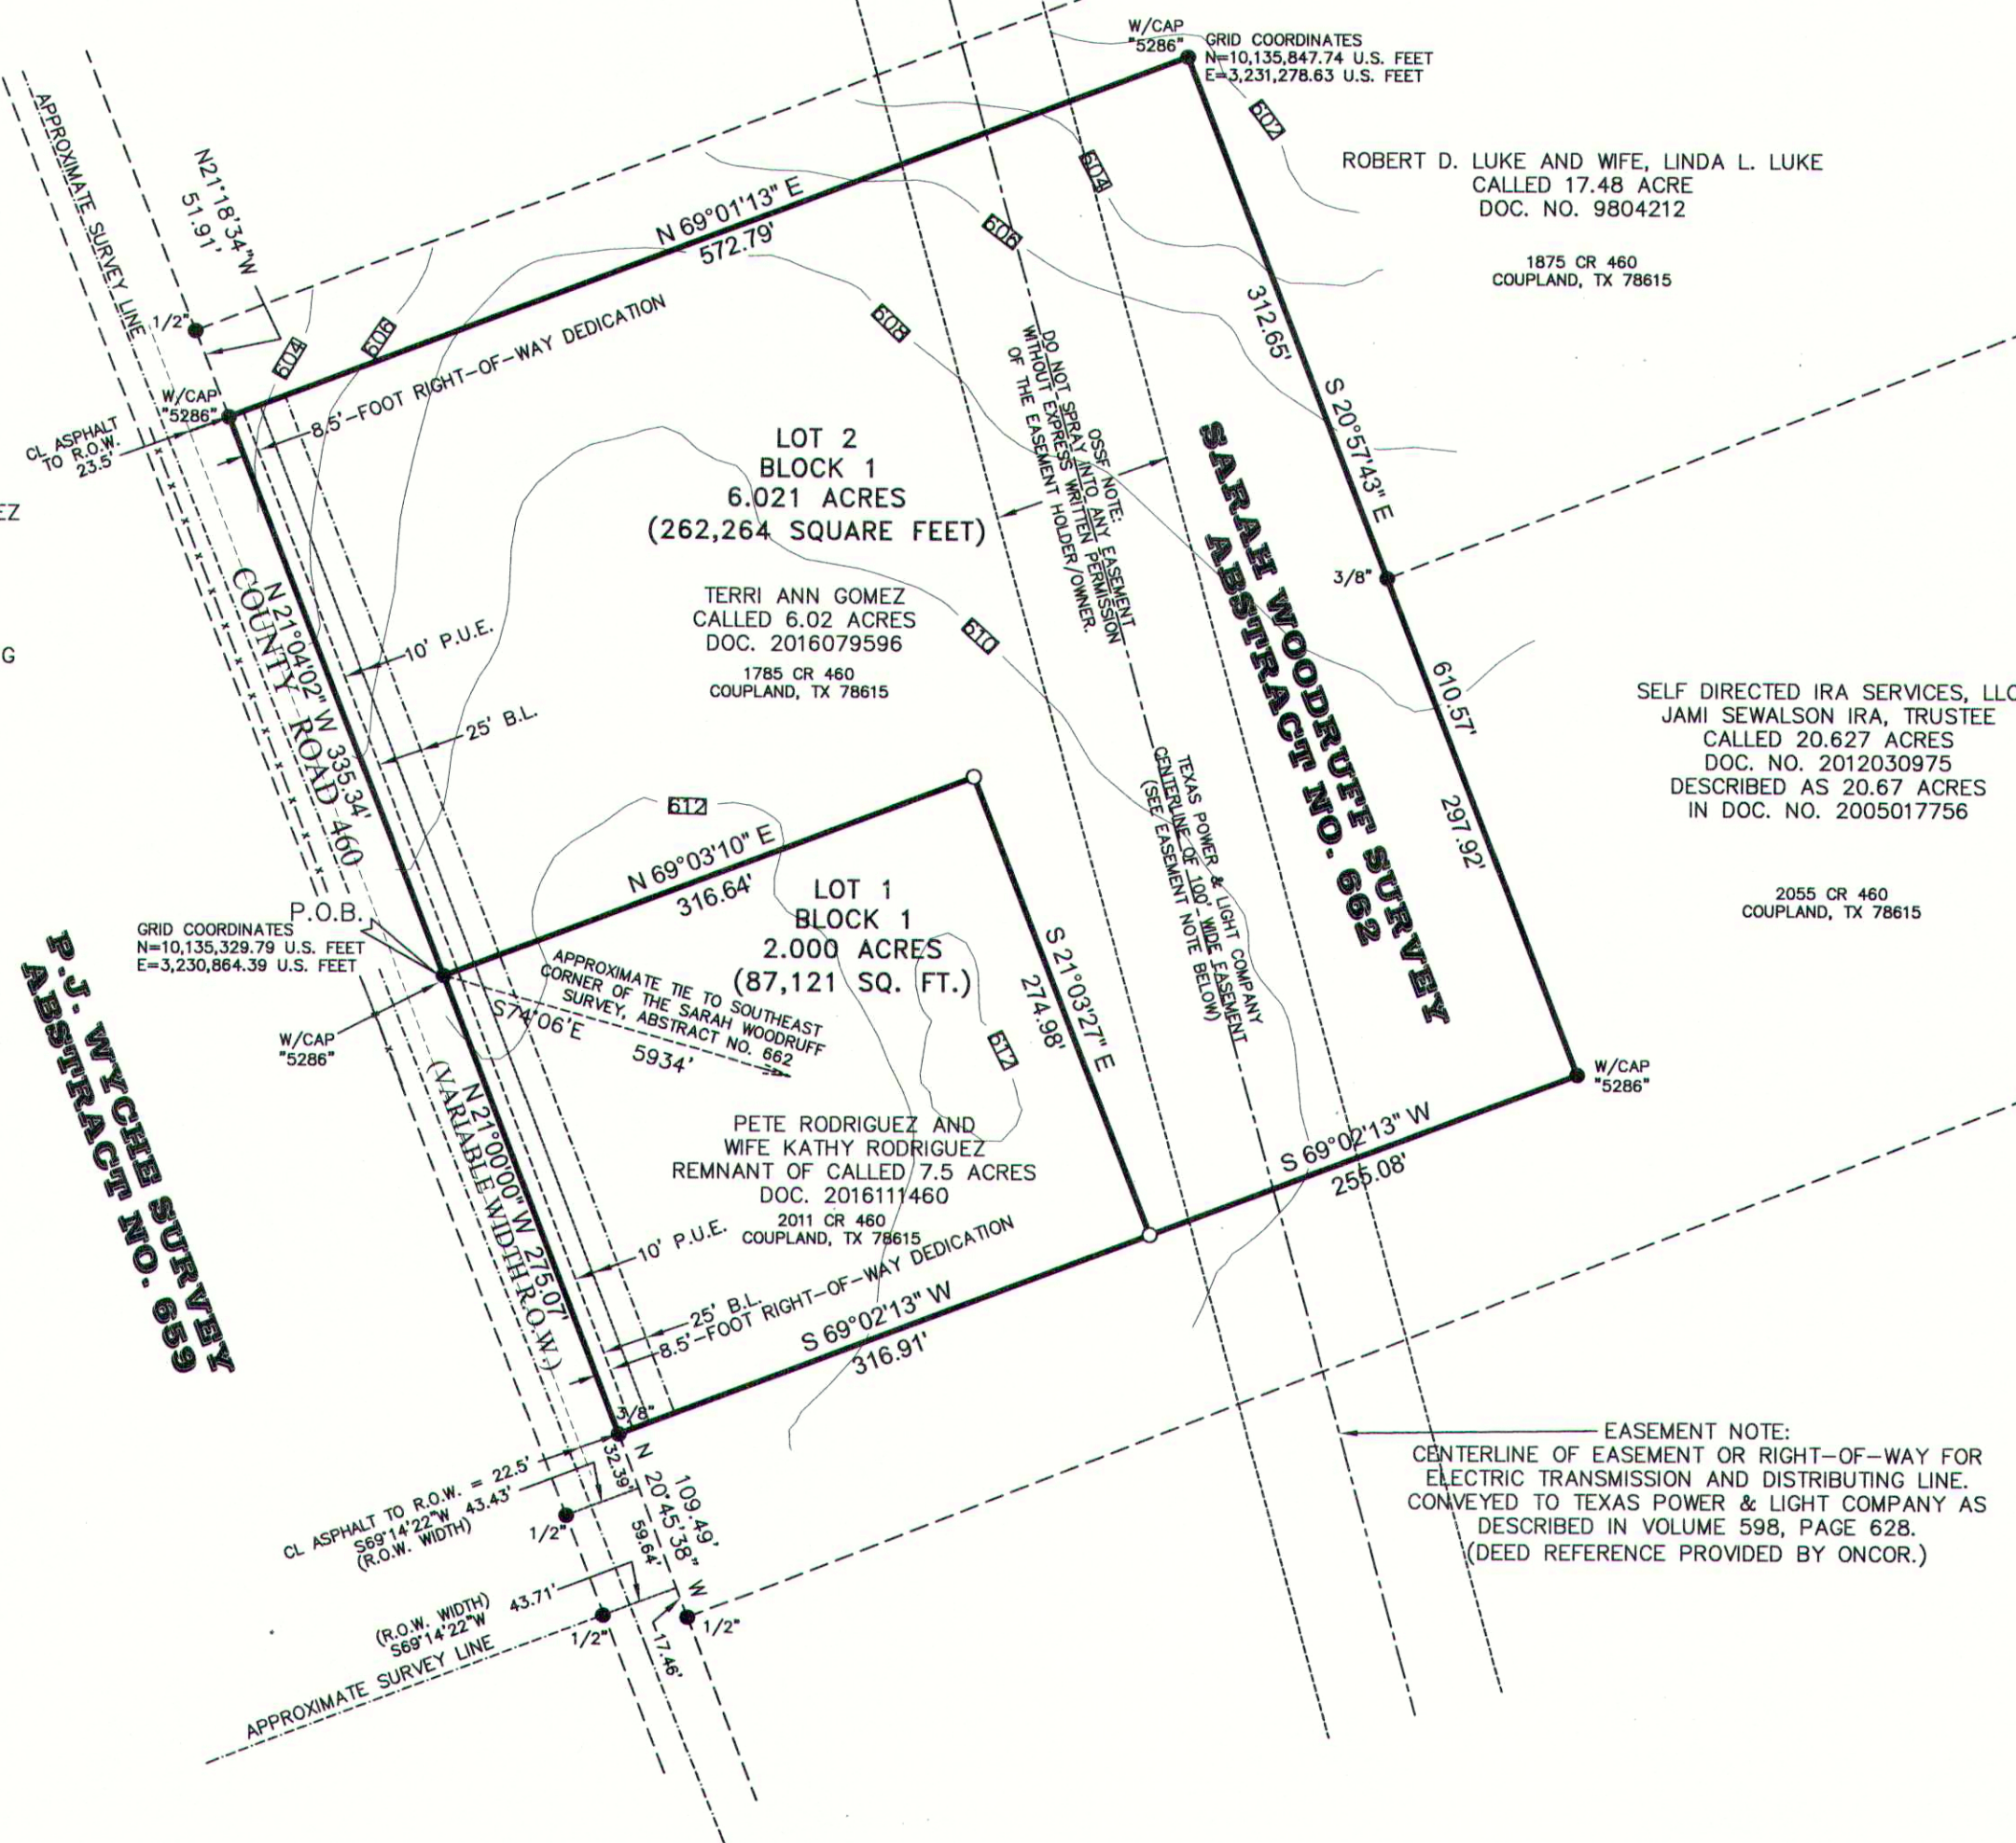 W/CAP
"5286"
GRID COORDINATES
N=10,135,847.74 U.S. FEET
E=3,231,278.63 U.S. FEET
602
APPROXIMATE SURVEY LINE
N21°18'34"W
51.91'
604
ROBERT D. LUKE AND WIFE, LINDA L. LUKE
CALLED 17.48 ACRE
DOC. NO. 9804212
1875 CR 460
COUPLAND, TX 78615
N 69°01'13" E
572.79'
606
1/2"
604
606
608
8.5'-FOOT RIGHT-OF-WAY DEDICATION
312.65'
S 20°57'43" E
W/CAP
"5286"
CL ASPHALT
TO R.O.W.
23.5'
DO NOT SPRAY INTO ANY EASEMENT
WITHOUT EXPRESS WRITTEN PERMISSION
OF THE EASEMENT HOLDER/OWNER.
OSSF NOTE:
LOT 2
BLOCK 1
6.021 ACRES
(262,264 SQUARE FEET)
EZ
TERRI ANN GOMEZ
CALLED 6.02 ACRES
DOC. 2016079596
1785 CR 460
COUPLAND, TX 78615
SARAH WOODRUFF SURVEY
ABSTRACT NO. 662
3/8"
G
N 21°04'02" W 335.34'
COUNTY ROAD 460
10' P.U.E.
25' B.L.
610
610.57'
297.92'
SELF DIRECTED IRA SERVICES, LLC
JAMI SEWALSON IRA, TRUSTEE
CALLED 20.627 ACRES
DOC. NO. 2012030975
DESCRIBED AS 20.67 ACRES
IN DOC. NO. 2005017756
2055 CR 460
COUPLAND, TX 78615
TEXAS POWER & LIGHT COMPANY
CENTERLINE OF 100' WIDE EASEMENT
(SEE EASEMENT NOTE BELOW)
612
N 69°03'10" E
316.64'
LOT 1
BLOCK 1
2.000 ACRES
(87,121 SQ. FT.)
P.O.B.
GRID COORDINATES
N=10,135,329.79 U.S. FEET
E=3,230,864.39 U.S. FEET
P.J. WYCHE SURVEY
ABSTRACT NO. 659
APPROXIMATE TIE TO SOUTHEAST
CORNER OF THE SARAH WOODRUFF
SURVEY, ABSTRACT NO. 662
S74°06'E
5934'
S 21°03'27" E
274.98'
612
W/CAP
"5286"
W/CAP
"5286"
(VARIABLE WIDTH R.O.W.)
N 21°00'00" W 275.07'
PETE RODRIGUEZ AND
WIFE KATHY RODRIGUEZ
REMNANT OF CALLED 7.5 ACRES
DOC. 2016111460
2011 CR 460
COUPLAND, TX 78615
S 69°02'13" W
255.08'
10' P.U.E.
25' B.L.
8.5'-FOOT RIGHT-OF-WAY DEDICATION
S 69°02'13" W
316.91'
3/8"
CL ASPHALT TO R.O.W. = 22.5'
S69°14'22"W 43.43'
(R.O.W. WIDTH)
32.39'
N 20°45'38" W
109.49'
59.64'
1/2"
EASEMENT NOTE:
CENTERLINE OF EASEMENT OR RIGHT-OF-WAY FOR
ELECTRIC TRANSMISSION AND DISTRIBUTING LINE.
CONVEYED TO TEXAS POWER & LIGHT COMPANY AS
DESCRIBED IN VOLUME 598, PAGE 628.
(DEED REFERENCE PROVIDED BY ONCOR.)
(R.O.W. WIDTH)
S69°14'22"W 43.71'
1/2"
1/2"
17.46'
APPROXIMATE SURVEY LINE